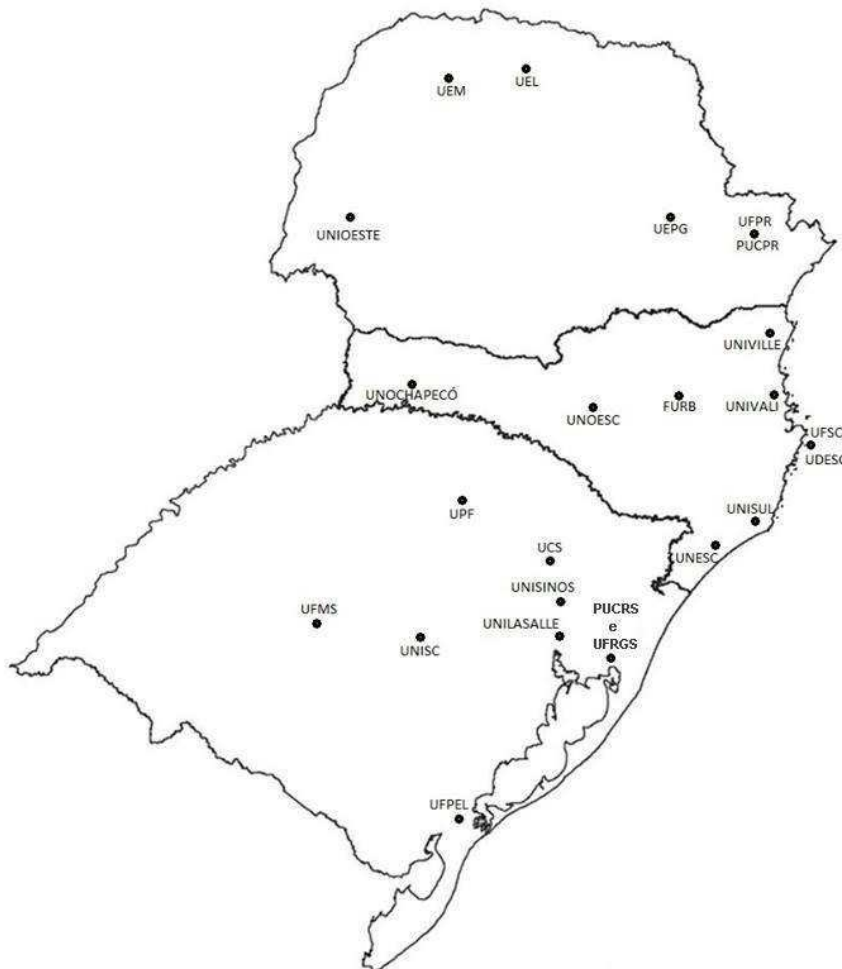 UEM
UEL
UNIOESTE
UEPG
UFPR
PUCPR
UNIVILLE
UNOCHAPECÓ
UNOESC
FURB
UNIVALI
UFSC
UDESC
UPF
UNISUL
UCS
UNESC
UNISINOS
PUCRS
e
UFRGS
UFMS
UNILASALLE
UNISC
UFPEL